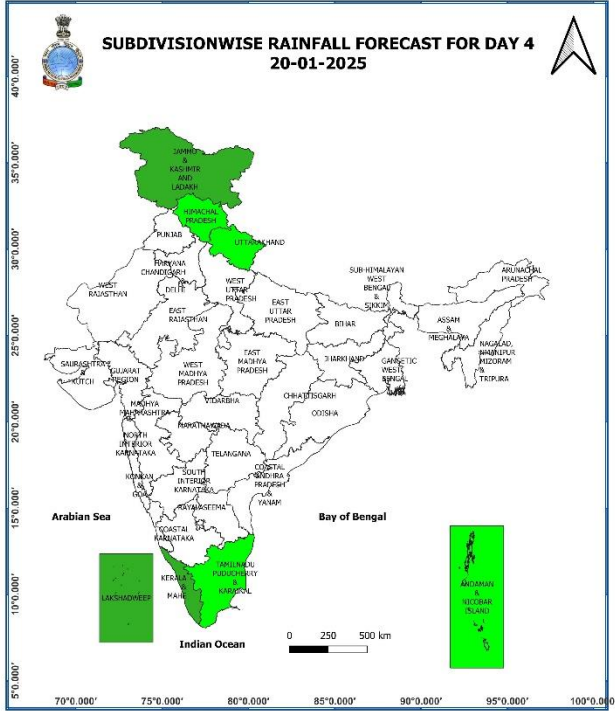 SUBDIVISIONWISE RAINFALL FORECAST FOR DAY 4
20-01-2025
40°0.000'
35°0.000'
30°0.000'
25°0.000'
20°0.000'
15°0.000'
10°0.000'
5°0.000'
JAMMU
&
KASHMIR
AND
LADAKH
HIMACHAL
PRADESH
PUNJAB
UTTARAKHAND
HARYANA
CHANDIGARH
&
DELHI
WEST
RAJASTHAN
WEST
UTTAR
PRADESH
EAST
UTTAR
PRADESH
EAST
RAJASTHAN
SUB-HIMALAYAN
WEST
BENGAL
&
SIKKIM
ARUNACHAL
PRADESH
ASSAM
&
MEGHALAYA
NAGALAD,
MANIPUR
MIZORAM
&
TRIPURA
BIHAR
JHARKHAND
GANGETIC
WEST
BENGAL
SAURASHTRA
&
KUTCH
GUJARAT
REGION
WEST
MADHYA
PRADESH
EAST
MADHYA
PRADESH
CHHATTISGARH
ODISHA
VIDARBHA
MADHYA
MAHARASHTRA
MARATHAWADA
NORTH
INTERIOR
KARNATAKA
TELANGANA
KONKAN
&
GOA
SOUTH
INTERIOR
KARNATAKA
COASTAL
ANDHRA
PRADESH
&
YANAM
RAYALASEEMA
COASTAL
KARNATAKA
Arabian Sea
Bay of Bengal
LAKSHADWEEP
KERALA
&
MAHE
TAMILNADU
PUDUCHERRY
&
KARAIKAL
ANDAMAN
&
NICOBAR
ISLAND
Indian Ocean
0 250 500 km
70°0.000' 75°0.000' 80°0.000' 85°0.000' 90°0.000' 95°0.000' 100°0.000'